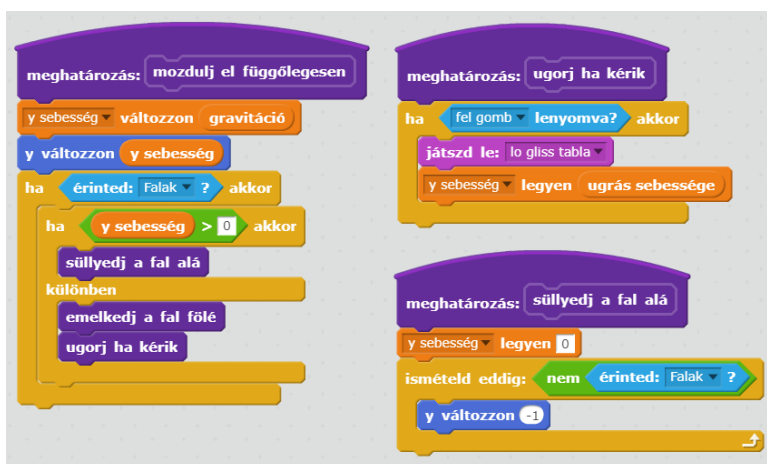 meghatározás: mozdulj el függőlegesen
y sebesség változzon gravitáció
y változzon y sebesség
ha érinted: Falak ? akkor
ha y sebesség > 0 akkor
süllyedj a fal alá
különben
emelkedj a fal fölé
ugorj ha kérik
meghatározás: ugorj ha kérik
ha fel gomb lenyomva? akkor
játszd le: lo gliss tabla
y sebesség legyen ugrás sebessége
meghatározás: süllyedj a fal alá
y sebesség legyen 0
ismételd eddig: nem érinted: Falak ?
y változzon -1